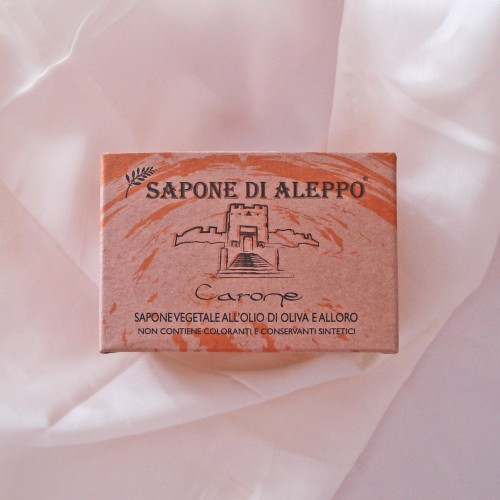 SAPONE DI ALEPPO®
Carone
SAPONE VEGETALE ALL'OLIO DI OLIVA E ALLORO
NON CONTIENE COLORANTI E CONSERVANTI SINTETICI